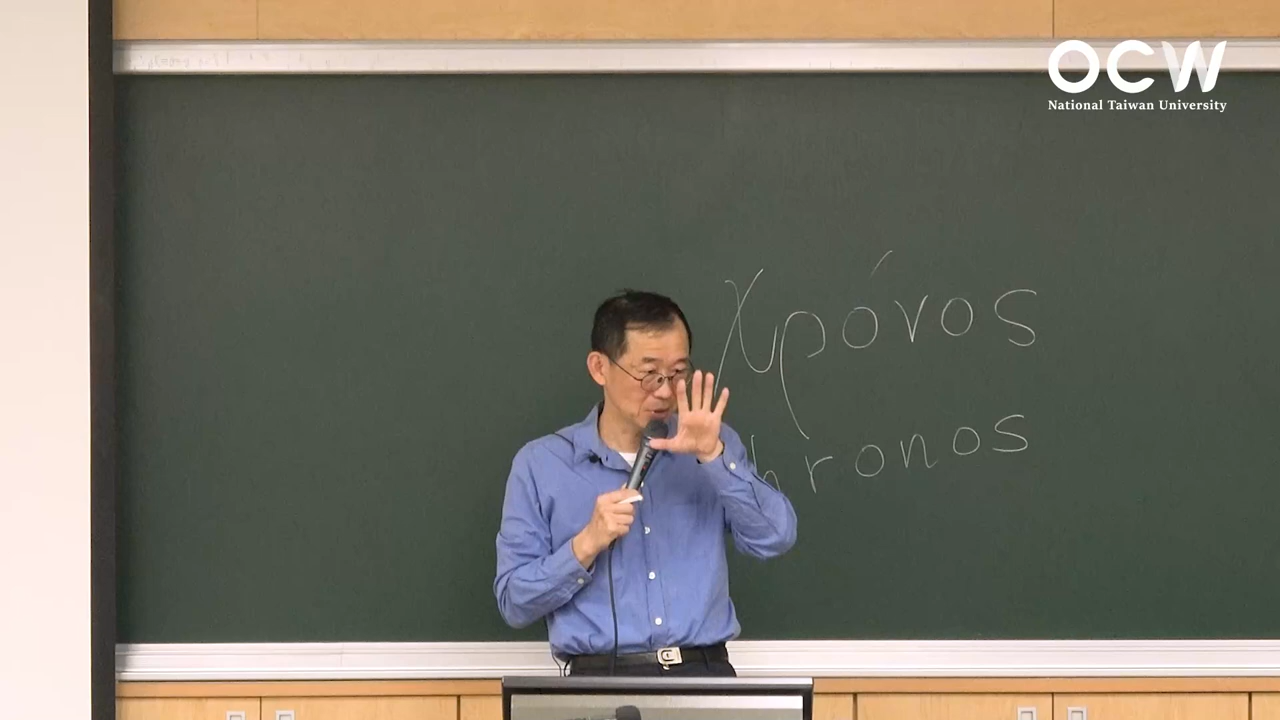 OCW
National Taiwan University
χρόνος
hronos